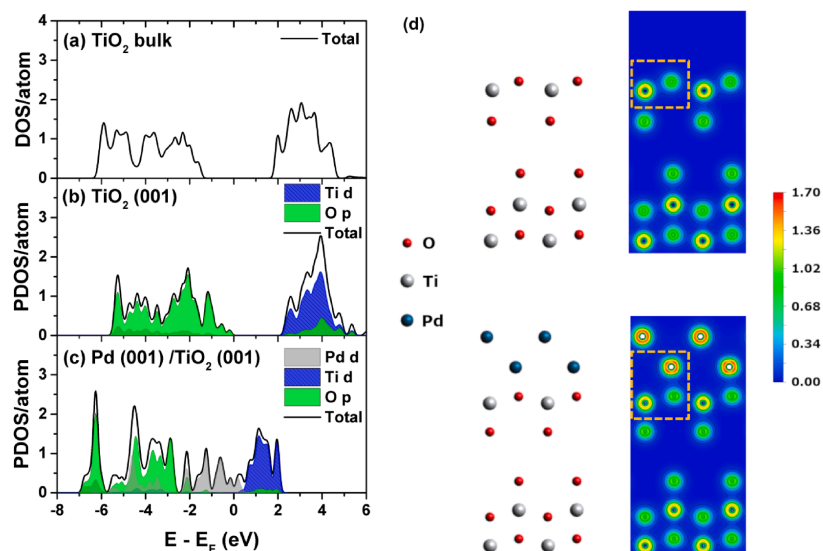 (a) TiO2 bulk
Total
DOS/atom
4
3
2
1
0
(b) TiO2 (001)
Ti d
O p
Total
PDOS/atom
3
2
1
0
(c) Pd (001) /TiO2 (001)
Pd d
Ti d
O p
Total
PDOS/atom
3
2
1
0
-8 -6 -4 -2 0 2 4 6
E - EF (eV)
(d)
O
Ti
Pd
1.70
1.36
1.02
0.68
0.34
0.00